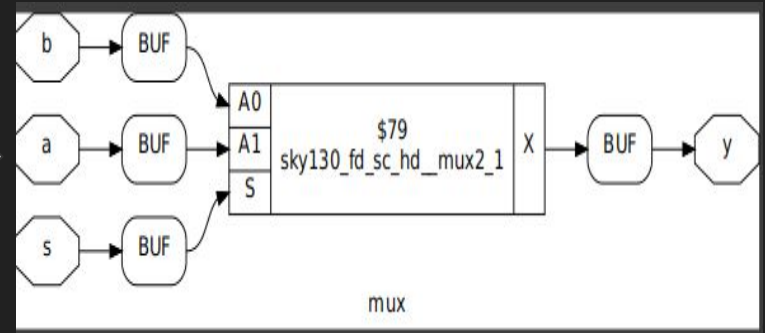 b BUF
A0
a BUF A1 $79 X BUF y
sky130_fd_sc_hd__mux2_1
S
s BUF
mux